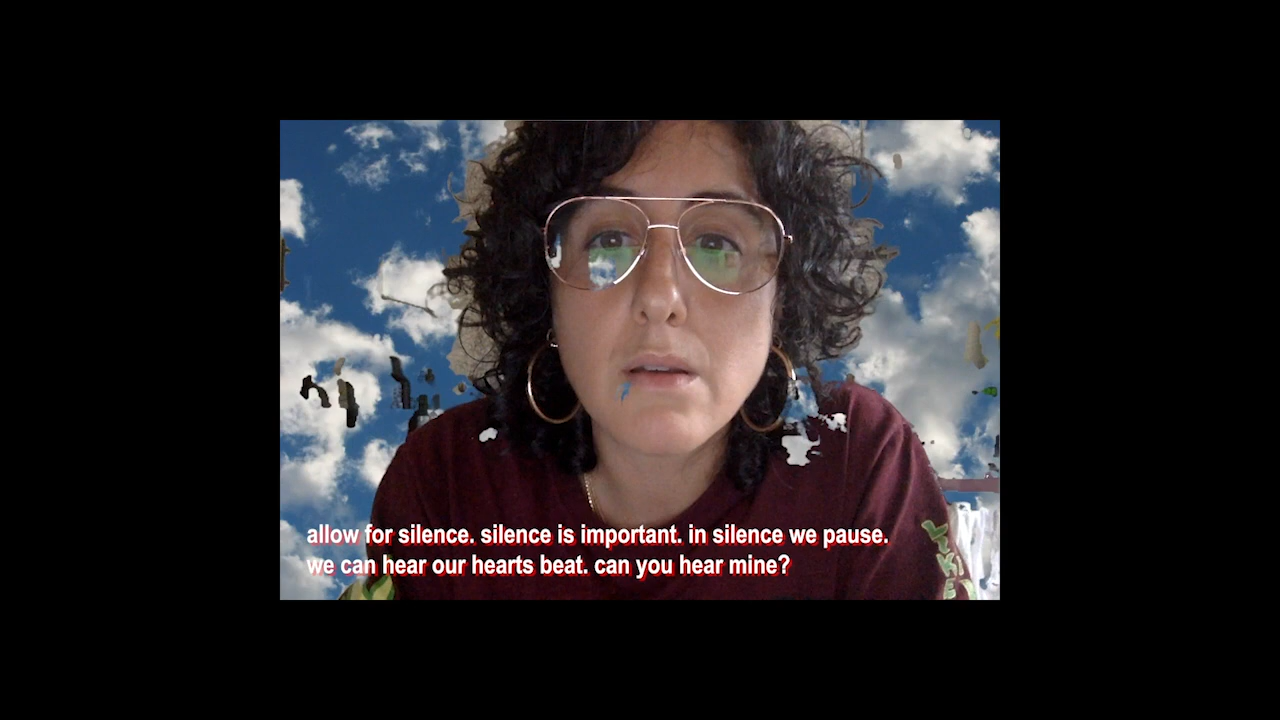 allow for silence. silence is important. in silence we pause.
we can hear our hearts beat. can you hear mine?